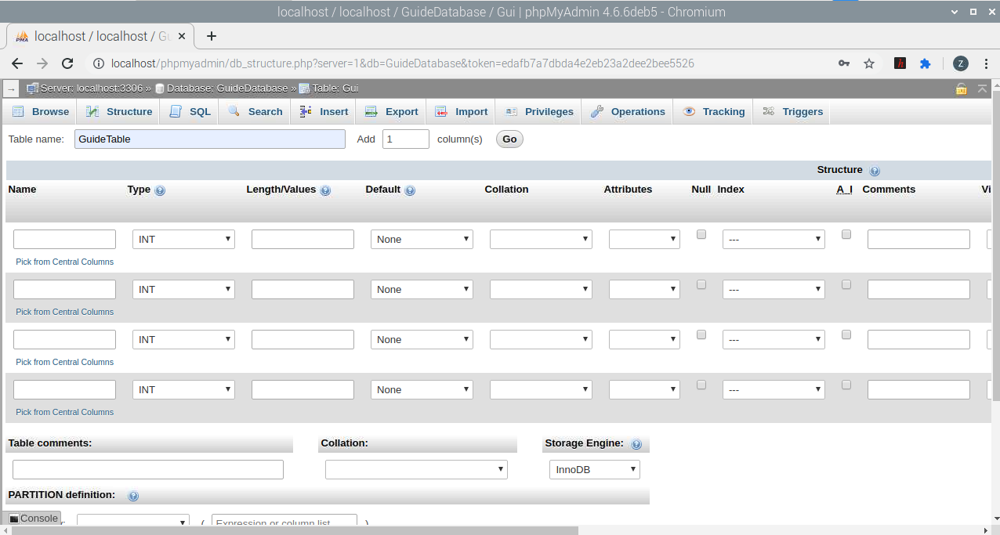 localhost / localhost / GuideDatabase / Gui | phpMyAdmin 4.6.6deb5 - Chromium
localhost / localhost / Gu
localhost/phpmyadmin/db_structure.php?server=1&db=GuideDatabase&token=edafb7a7dbda4e2eb23a2dee2bee5526 Z
Server: localhost:3306 » Database: GuideDatabase » Table: Gui
Browse Structure SQL Search Insert Export Import Privileges Operations Tracking Triggers
Table name: GuideTable Add 1 column(s) Go
Structure
Name Type Length/Values Default Collation Attributes Null Index A_I Comments Vi
INT None ---
Pick from Central Columns
INT None ---
Pick from Central Columns
INT None ---
Pick from Central Columns
INT None ---
Pick from Central Columns
Table comments: Collation: Storage Engine:
InnoDB
PARTITION definition:
Console y: ( Expression or column list )